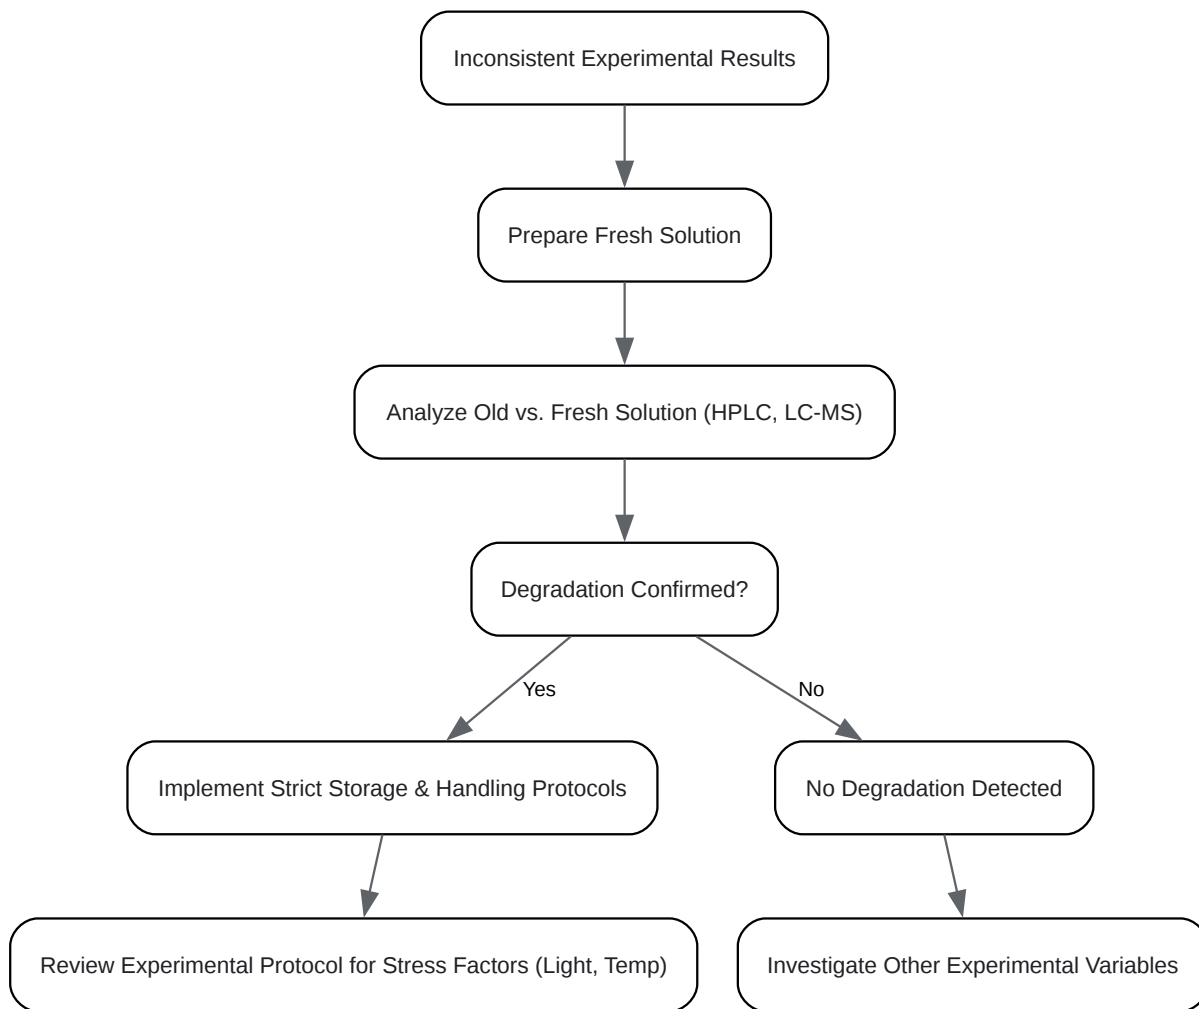 Inconsistent Experimental Results
Prepare Fresh Solution
Analyze Old vs. Fresh Solution (HPLC, LC-MS)
Degradation Confirmed?
Yes
No
Implement Strict Storage & Handling Protocols
No Degradation Detected
Review Experimental Protocol for Stress Factors (Light, Temp)
Investigate Other Experimental Variables